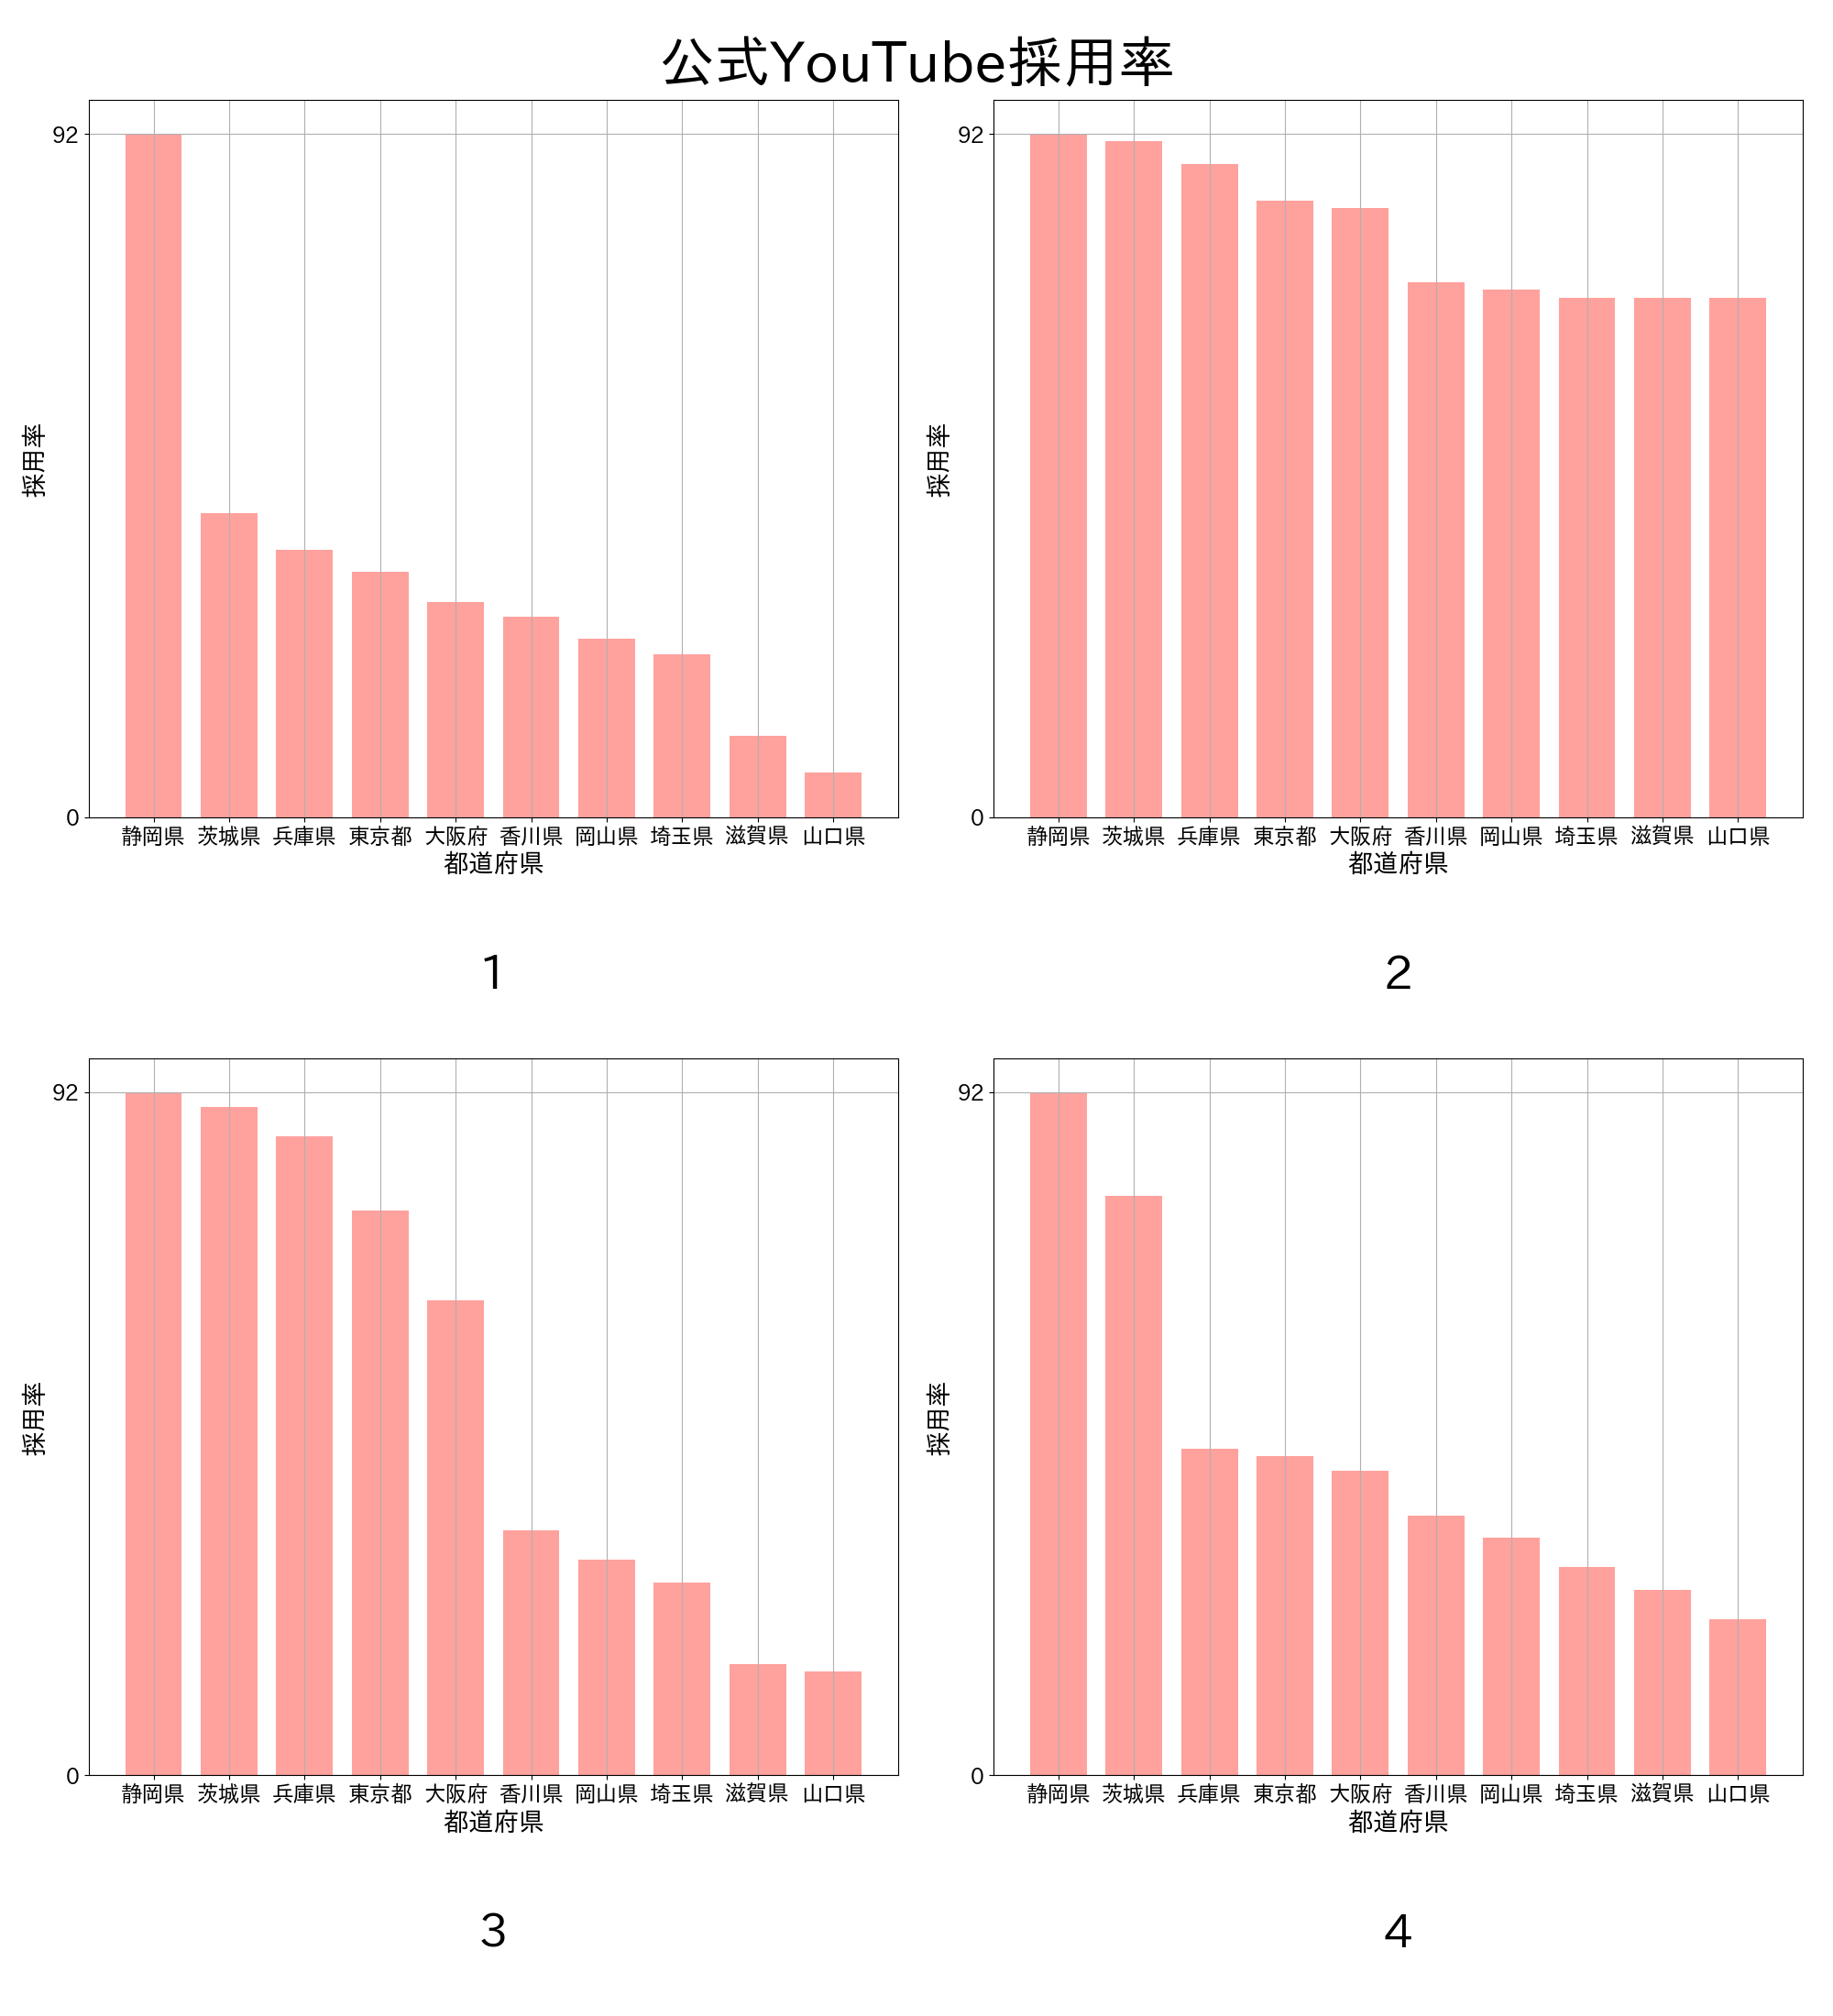 公式YouTube採用率
92
採用率
0
静岡県 茨城県 兵庫県 東京都 大阪府 香川県 岡山県 埼玉県 滋賀県 山口県
都道府県
1
92
採用率
0
静岡県 茨城県 兵庫県 東京都 大阪府 香川県 岡山県 埼玉県 滋賀県 山口県
都道府県
2
92
採用率
0
静岡県 茨城県 兵庫県 東京都 大阪府 香川県 岡山県 埼玉県 滋賀県 山口県
都道府県
3
92
採用率
0
静岡県 茨城県 兵庫県 東京都 大阪府 香川県 岡山県 埼玉県 滋賀県 山口県
都道府県
4